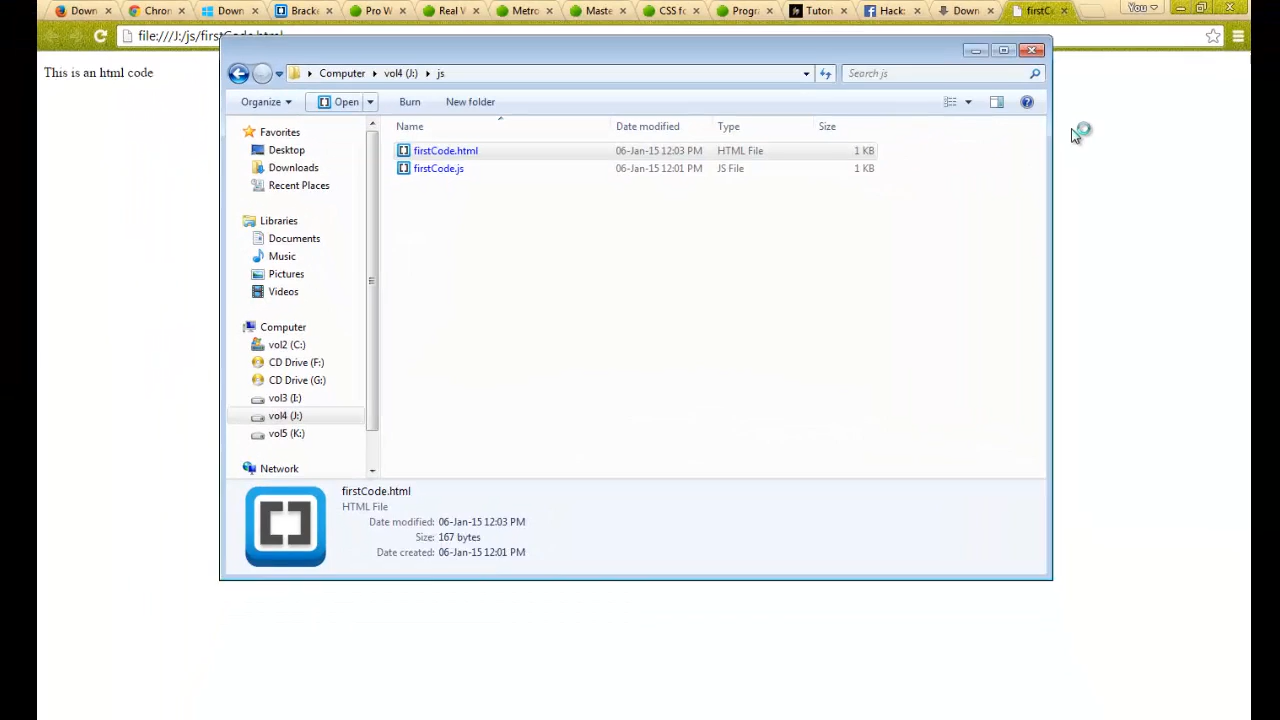 Down
Chron
Down
Bracke
Pro W
Real V
Metro
Maste
CSS fo
Progr
Tutor
Hack
Down
firstC
You
file:///J:/js/firstCode.html
This is an html code
Computer
vol4 (J:)
js
Search js
Organize
Open
Burn
New folder
Name
Date modified
Type
Size
Favorites
Desktop
Downloads
Recent Places
Libraries
Documents
Music
Pictures
Videos
Computer
vol2 (C:)
CD Drive (F:)
CD Drive (G:)
vol3 (I:)
vol4 (J:)
vol5 (K:)
Network
firstCode.html 06-Jan-15 12:03 PM HTML File 1 KB
firstCode.js 06-Jan-15 12:01 PM JS File 1 KB
firstCode.html
HTML File
Date modified: 06-Jan-15 12:03 PM
Size: 167 bytes
Date created: 06-Jan-15 12:01 PM